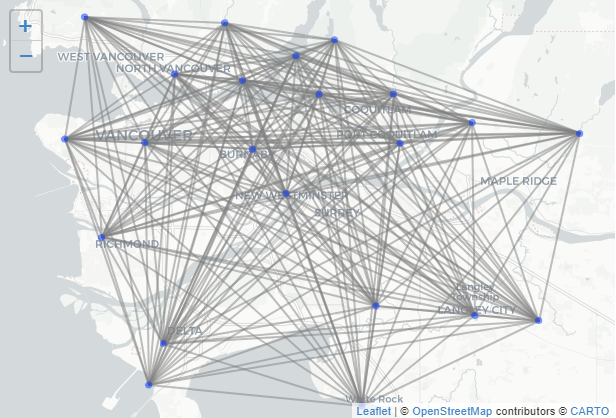 +
−
WEST VANCOUVER
NORTH VANCOUVER
COQUITLAM
VANCOUVER
PORT COQUITLAM
BURNABY
MAPLE RIDGE
NEW WESTMINSTER
SURREY
RICHMOND
Langley
Township
LANGLEY CITY
DELTA
White Rock
Leaflet | © OpenStreetMap contributors © CARTO